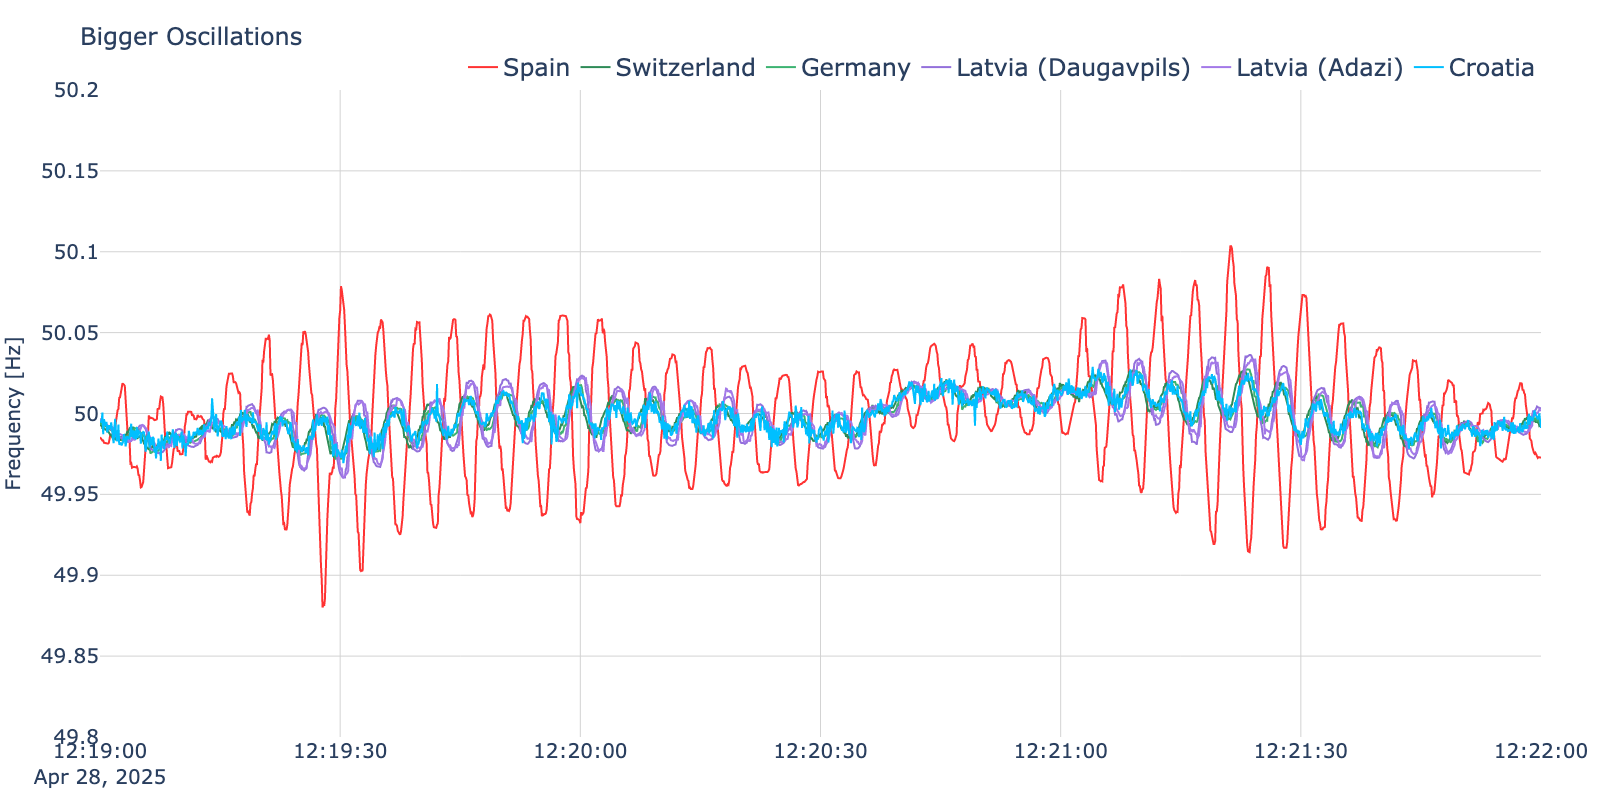 Bigger Oscillations
Spain Switzerland Germany Latvia (Daugavpils) Latvia (Adazi) Croatia
50.2
50.15
50.1
50.05
50
49.95
49.9
49.85
49.8
Frequency [Hz]
12:19:00 12:19:30 12:20:00 12:20:30 12:21:00 12:21:30 12:22:00
Apr 28, 2025